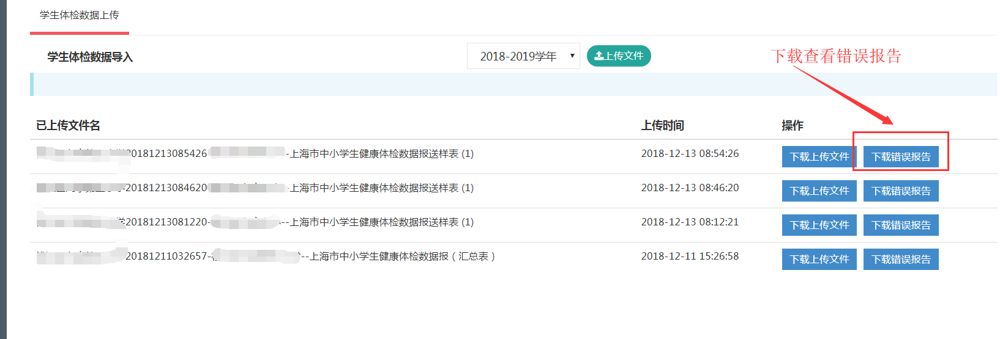 学生体检数据上传
学生体检数据导入
2018-2019学年
上传文件
下载查看错误报告
已上传文件名 上传时间 操作
20181213085426- --上海市中小学生健康体检数据报送样表 (1) 2018-12-13 08:54:26 下载上传文件 下载错误报告
-20181213084620 --上海市中小学生健康体检数据报送样表 (1) 2018-12-13 08:46:20 下载上传文件 下载错误报告
20181213081220- --上海市中小学生健康体检数据报送样表 (1) 2018-12-13 08:12:21 下载上传文件 下载错误报告
20181211032657- --上海市中小学生健康体检数据报（汇总表） 2018-12-11 15:26:58 下载上传文件 下载错误报告